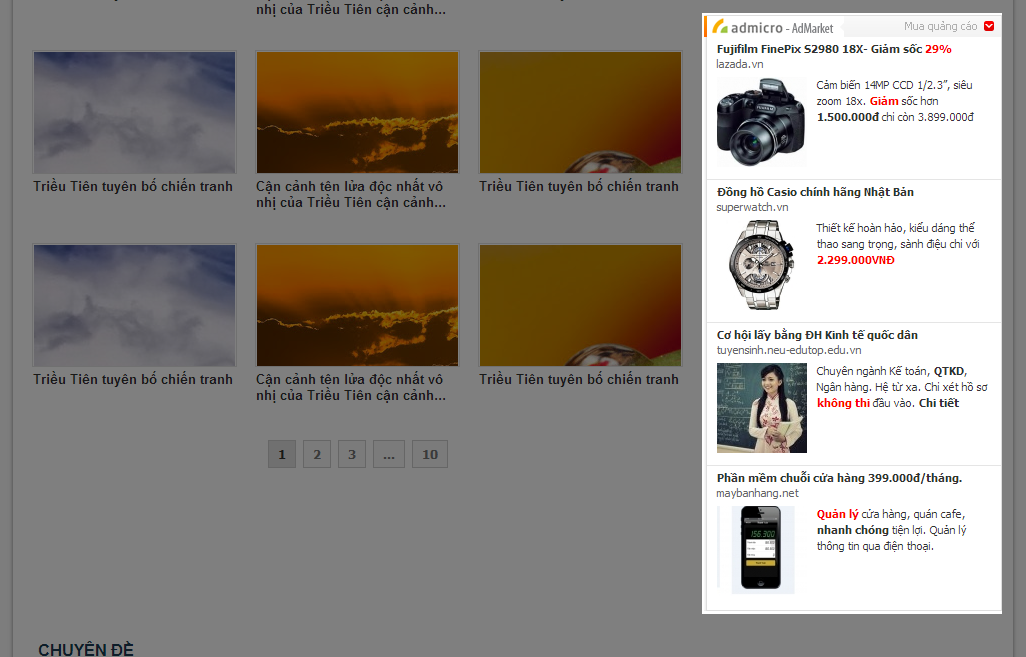 nhị của Triều Tiên cận cảnh...
Triều Tiên tuyên bố chiến tranh
Cận cảnh tên lửa độc nhất vô
nhị của Triều Tiên cận cảnh...
Triều Tiên tuyên bố chiến tranh
Triều Tiên tuyên bố chiến tranh
Cận cảnh tên lửa độc nhất vô
nhị của Triều Tiên cận cảnh...
Triều Tiên tuyên bố chiến tranh
1 2 3 ... 10
CHUYÊN ĐỀ
admicro - AdMarket
Mua quảng cáo
Fujifilm FinePix S2980 18X- Giảm sốc 29%
lazada.vn
Cảm biến 14MP CCD 1/2.3”, siêu
zoom 18x. Giảm sốc hơn
1.500.000đ chỉ còn 3.899.000đ
Đồng hồ Casio chính hãng Nhật Bản
superwatch.vn
Thiết kế hoàn hảo, kiểu dáng thể
thao sang trọng, sành điệu chỉ với
2.299.000VNĐ
Cơ hội lấy bằng ĐH Kinh tế quốc dân
tuyensinh.neu-edutop.edu.vn
Chuyên ngành Kế toán, QTKD,
Ngân hàng. Hệ từ xa. Chỉ xét hồ sơ
không thi đầu vào. Chi tiết
Phần mềm chuỗi cửa hàng 399.000đ/tháng.
maybanhang.net
156.300
Quản lý cửa hàng, quán cafe,
nhanh chóng tiện lợi. Quản lý
thông tin qua điện thoại.